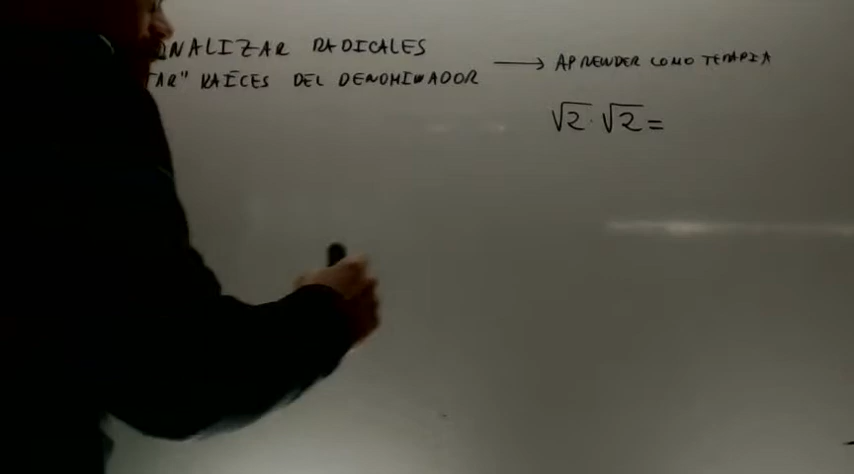 NALIZAR RADICALES
TAR" RAÍCES DEL DENOMINADOR → APRENDER COMO TERAPIA
√2 · √2 =